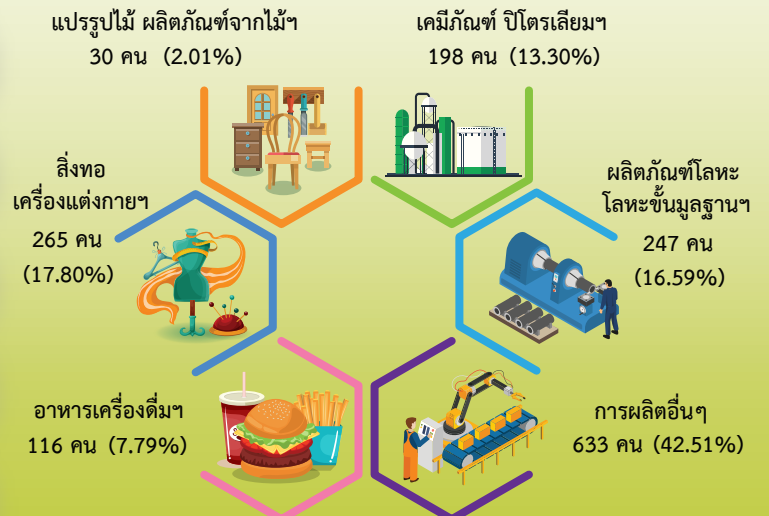 แปรรูปไม้ ผลิตภัณฑ์จากไม้ฯ
30 คน (2.01%)
เคมีภัณฑ์ ปิโตรเลียมฯ
198 คน (13.30%)
สิ่งทอ
เครื่องแต่งกายฯ
265 คน
(17.80%)
ผลิตภัณฑ์โลหะ
โลหะขั้นมูลฐานฯ
247 คน
(16.59%)
อาหารเครื่องดื่มฯ
116 คน (7.79%)
การผลิตอื่นๆ
633 คน (42.51%)